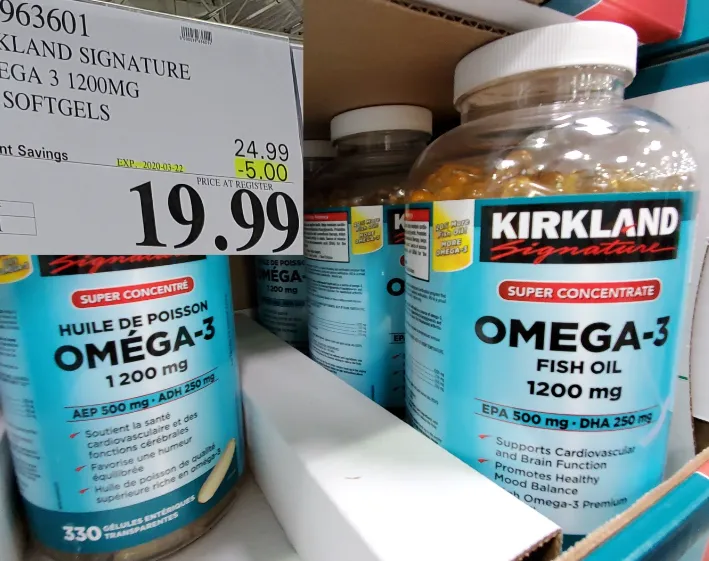 963601
KLAND SIGNATURE
EGA 3 1200MG
SOFTGELS
nt Savings
EXP. 2020-03-22
24.99
-5.00
PRICE AT REGISTER
19.99
Signature
SUPER CONCENTRÉ
HUILE DE POISSON
OMÉGA-3
1 200 mg
AEP 500 mg • ADH 250 mg
Soutient la santé
cardiovasculaire et des
fonctions cérébrales
Favorise une humeur
équilibrée
Huile de poisson de qualité
supérieure riche en oméga-3
330 GÉLULES ENTÉRIQUES
TRANSPARENTES
KIRKLAND
Signature
SUPER CONCENTRATE
OMEGA-3
FISH OIL
1200 mg
EPA 500 mg • DHA 250 mg
Supports Cardiovascular
and Brain Function
Promotes Healthy
Mood Balance
Omega-3 Premium